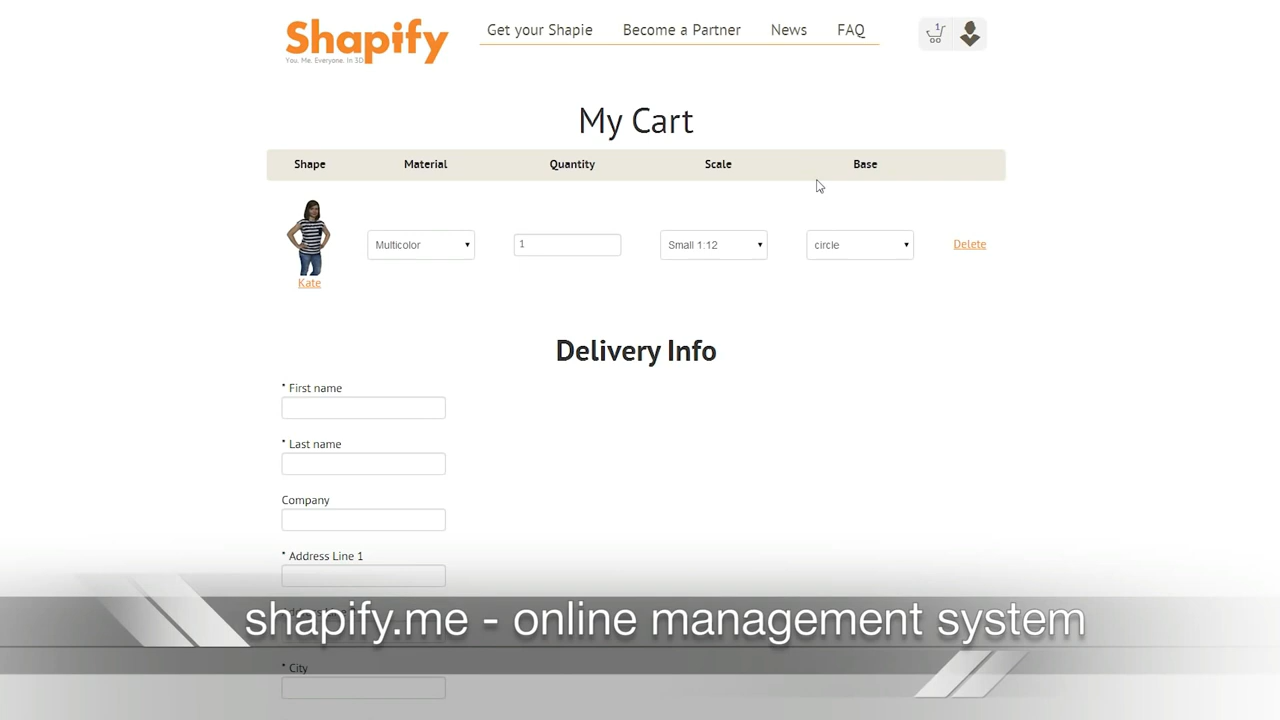 Shapify
You. Me. Everyone. In 3D
Get your Shapie Become a Partner News FAQ
1
My Cart
Shape Material Quantity Scale Base
Multicolor 1 Small 1:12 circle Delete
Kate
Delivery Info
* First name
* Last name
Company
* Address Line 1
shapify.me - online management system
* City